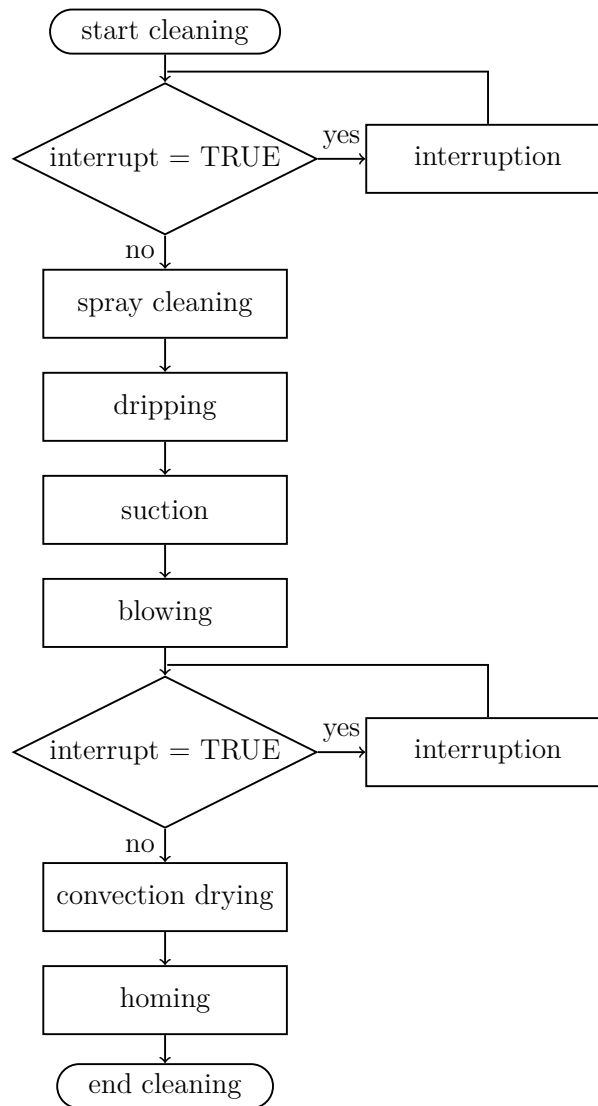 start cleaning
interrupt = TRUE
yes
interruption
no
spray cleaning
dripping
suction
blowing
interrupt = TRUE
yes
interruption
no
convection drying
homing
end cleaning